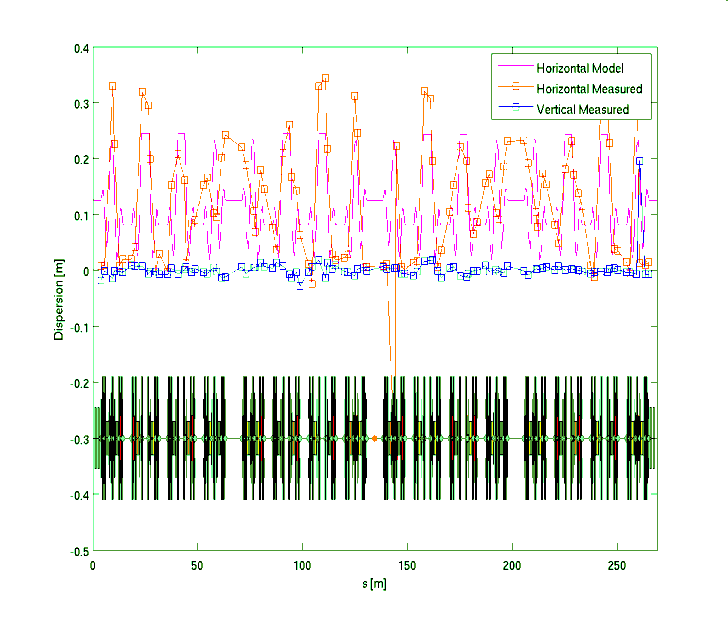 0.4
Horizontal Model
Horizontal Measured
Vertical Measured
0.3
0.2
0.1
0
-0.1
-0.2
-0.3
-0.4
-0.5
Dispersion [m]
0 50 100 150 200 250
s [m]